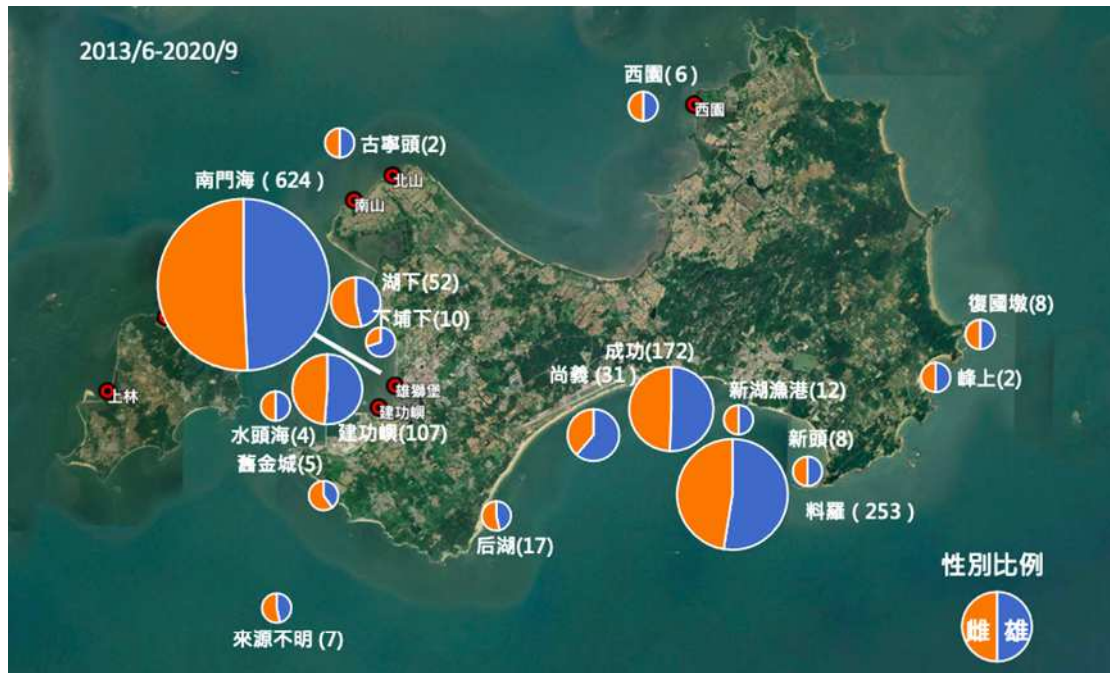 2013/6-2020/9
西園(6)
西園
古寧頭(2)
北山
南門海(624)
南山
湖下(52)
下埔下(10)
復國墩(8)
成功(172)
尚義(31)
峰上(2)
新湖漁港(12)
雄獅堡
上林
建功嶼
水頭海(4)
建功嶼(107)
新頭(8)
舊金城(5)
料羅(253)
后湖(17)
性別比例
雌 雄
來源不明(7)